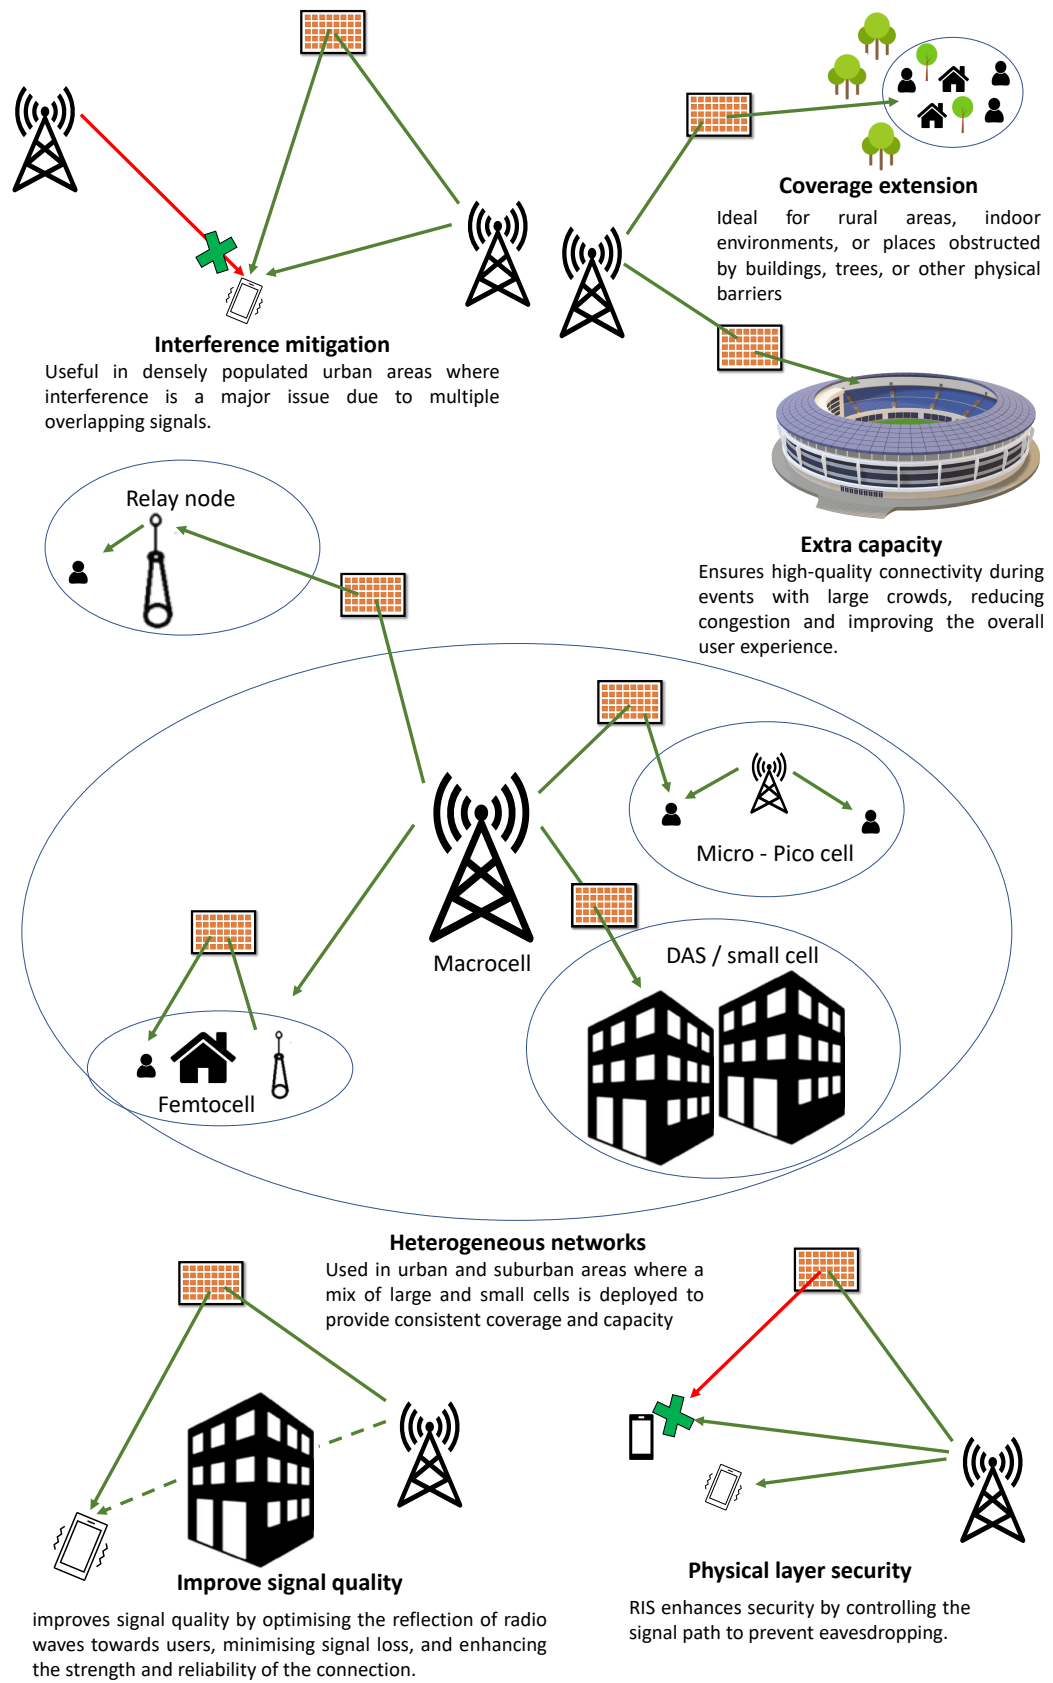 Coverage extension
Ideal for rural areas, indoor
environments, or places obstructed
by buildings, trees, or other physical
barriers
Interference mitigation
Useful in densely populated urban areas where
interference is a major issue due to multiple
overlapping signals.
Relay node
Extra capacity
Ensures high-quality connectivity during
events with large crowds, reducing
congestion and improving the overall
user experience.
Micro - Pico cell
Macrocell
DAS / small cell
Femtocell
Heterogeneous networks
Used in urban and suburban areas where a
mix of large and small cells is deployed to
provide consistent coverage and capacity
Improve signal quality
improves signal quality by optimising the reflection of radio
waves towards users, minimising signal loss, and enhancing
the strength and reliability of the connection.
Physical layer security
RIS enhances security by controlling the
signal path to prevent eavesdropping.